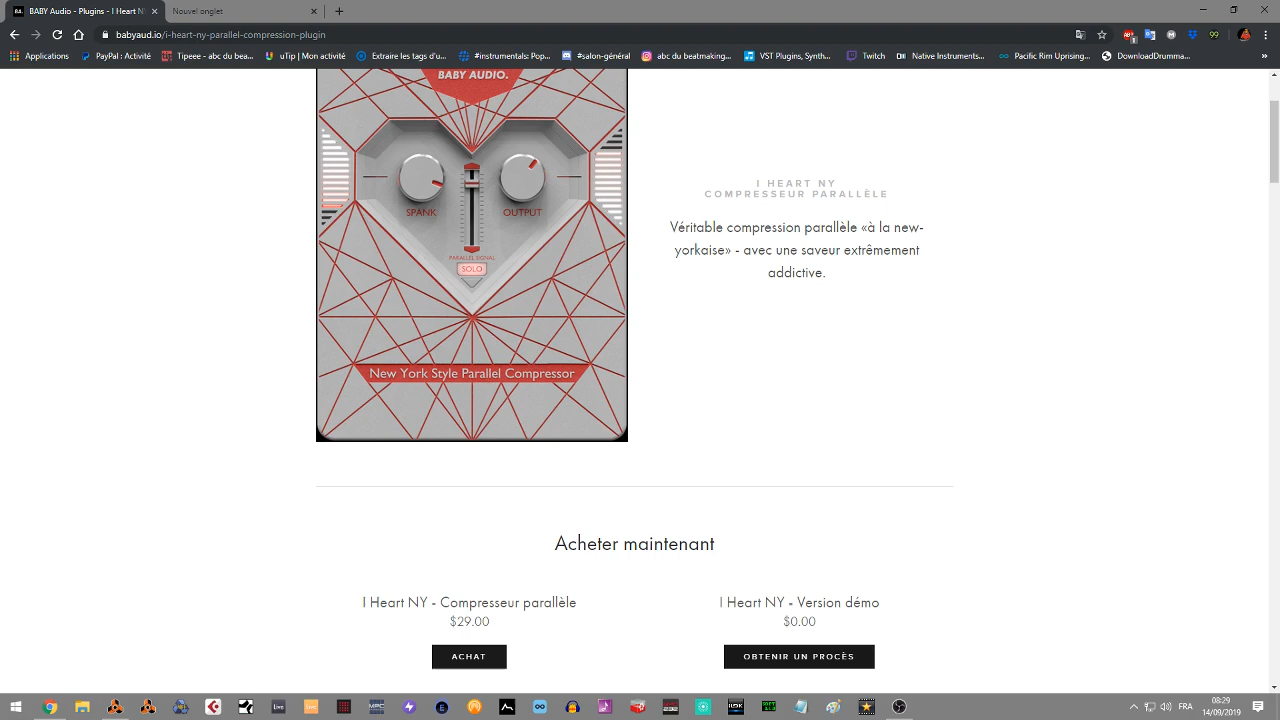 BABY Audio - Plugins - I Heart N
Nouvel onglet
babyaud.io/i-heart-ny-parallel-compression-plugin
Applications
PayPal : Activité
Tipeee - abc du bea...
uTip | Mon activité
Extraire les tags d'u...
#instrumentals: Pop...
#salon-général
abc du beatmaking...
VST Plugins, Synth...
Twitch
Native Instruments...
Pacific Rim Uprising...
DownloadDrumma...
BABY AUDIO.
SPANK
OUTPUT
PARALLEL SIGNAL
SOLO
New York Style Parallel Compressor
I HEART NY
COMPRESSEUR PARALLÈLE
Véritable compression parallèle «à la new-
yorkaise» - avec une saveur extrêmement
addictive.
Acheter maintenant
I Heart NY - Compresseur parallèle
$29.00
ACHAT
I Heart NY - Version démo
$0.00
OBTENIR UN PROCÈS
Live
MPC
FRA
08:29
14/09/2019